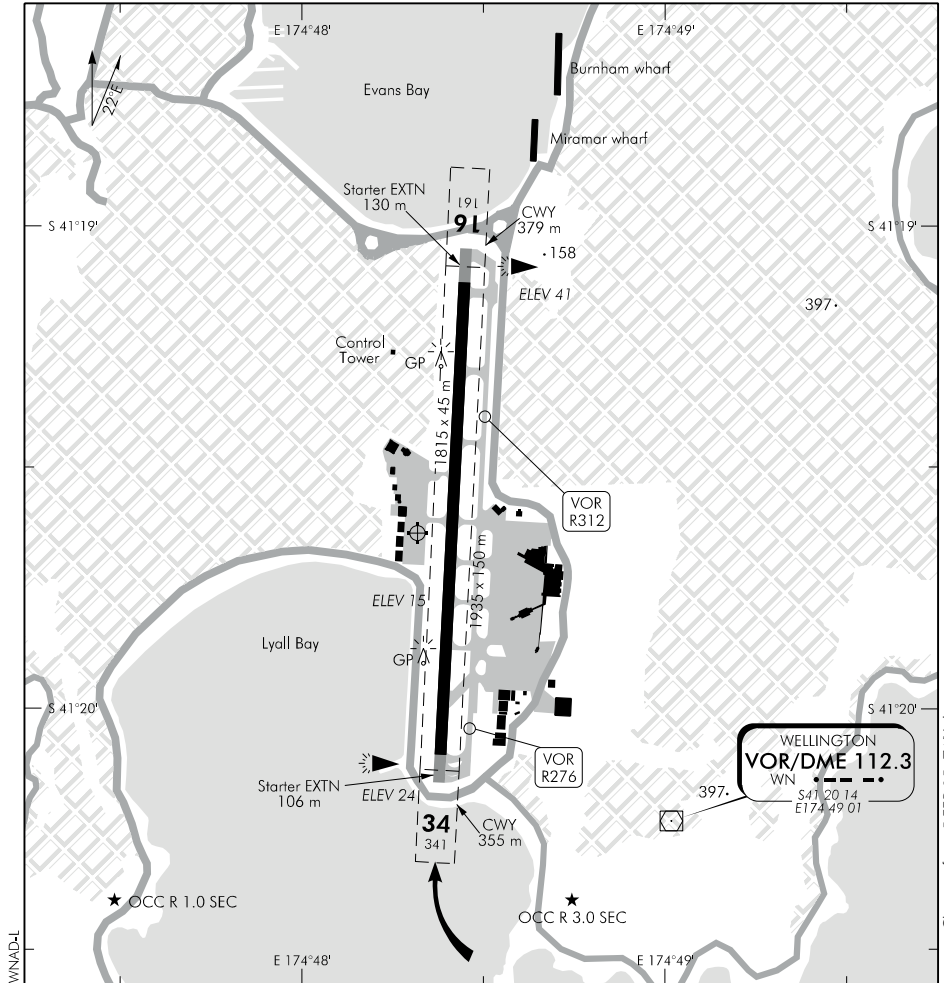 E 174°48'
E 174°49'
22°E
Evans Bay
Burnham wharf
Miramar wharf
Starter EXTN
130 m
161
16
CWY
379 m
S 41°19'
S 41°19'
158
ELEV 41
397
Control
Tower
GP
1815 x 45 m
VOR
R312
1935 x 150 m
ELEV 15
Lyall Bay
GP
S 41°20'
S 41°20'
WELLINGTON
VOR/DME 112.3
WN
S41 20 14
E174 49 01
VOR
R276
Starter EXTN
106 m
ELEV 24
397
34
341
CWY
355 m
OCC R 1.0 SEC
OCC R 3.0 SEC
E 174°48'
E 174°49'
WNAD-L